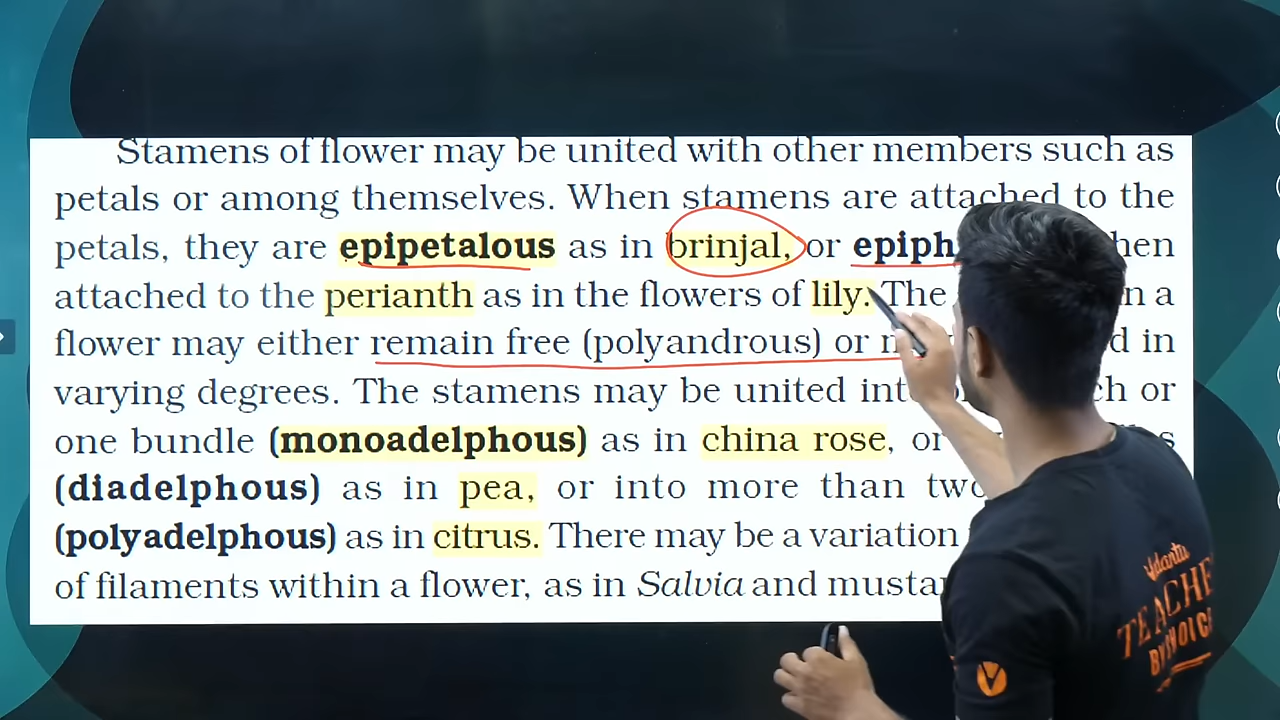 Stamens of flower may be united with other members such as
petals or among themselves. When stamens are attached to the
petals, they are epipetalous as in brinjal, or epiph
attached to the perianth as in the flowers of lily. The n a
flower may either remain free (polyandrous) or d in
varying degrees. The stamens may be united or
one bundle (monoadelphous) as in china rose, or
(diadelphous) as in pea, or into more than two
(polyadelphous) as in citrus. There may be a variation
of filaments within a flower, as in Salvia and
Vedantu
TEACHE
BY CHOICE